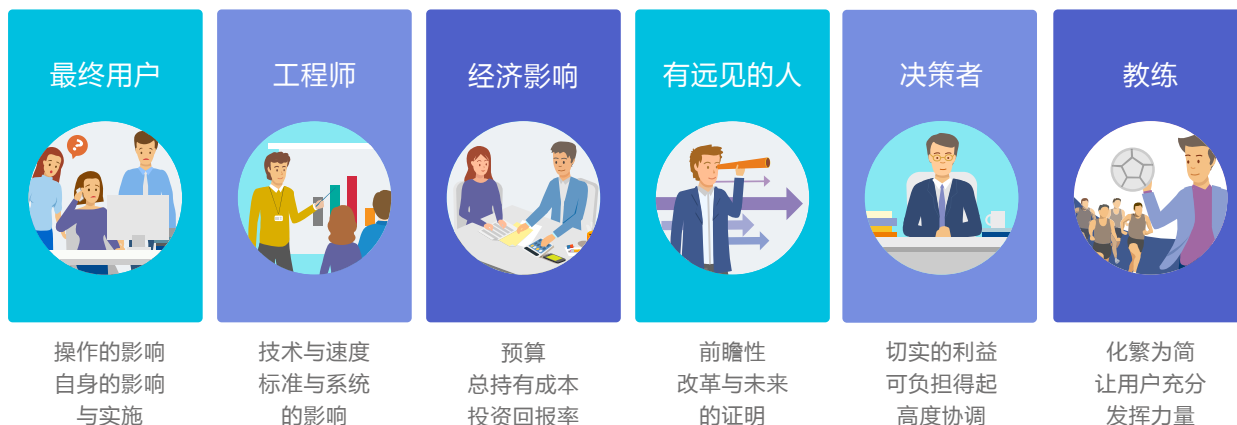 最终用户
工程师
经济影响
有远见的人
决策者
教练
?
操作的影响
自身的影响
与实施
技术与速度
标准与系统
的影响
预算
总持有成本
投资回报率
前瞻性
改革与未来
的证明
切实的利益
可负担得起
高度协调
化繁为简
让用户充分
发挥力量